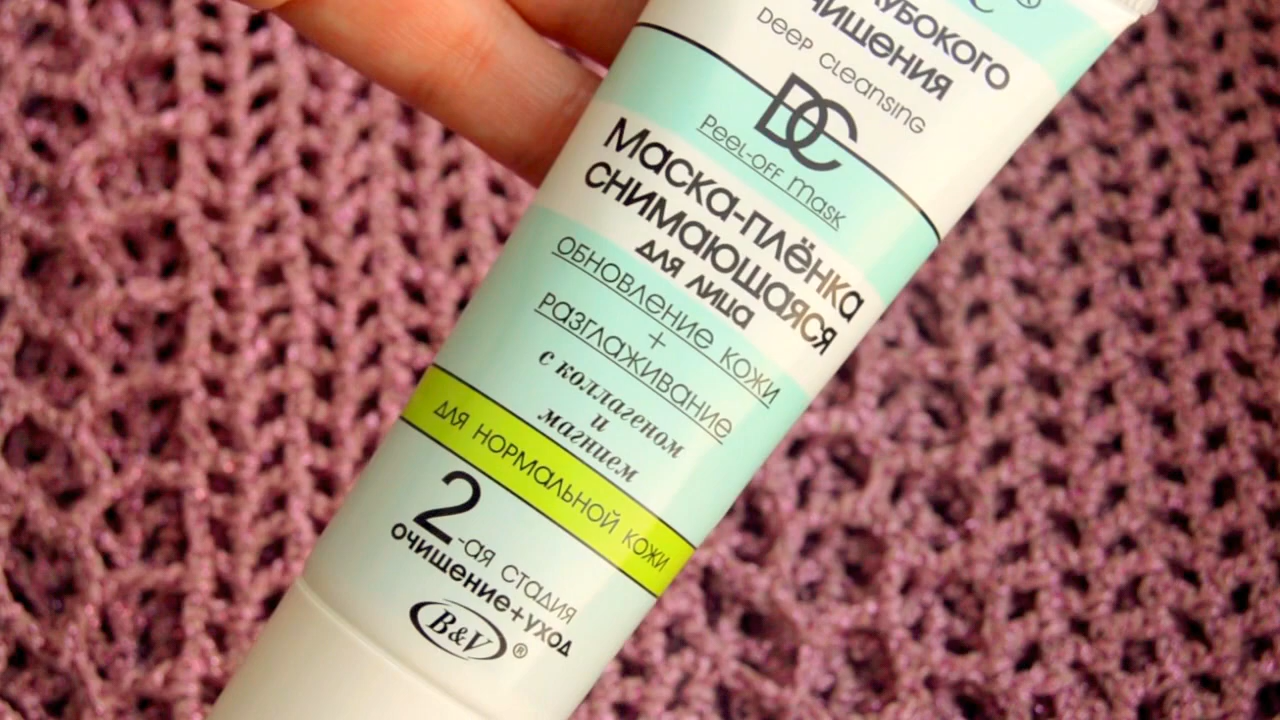 ОЧИЩЕНИЯ
DEEP CLEANSING
DC
PEEL-OFF MASK
Маска-плёнка
снимающаяся
для лица
ОБНОВЛЕНИЕ КОЖИ
+
РАЗГЛАЖИВАНИЕ
с коллагеном
и
магнием
для нормальной кожи
2-ая стадия
очищение+уход
B&V®